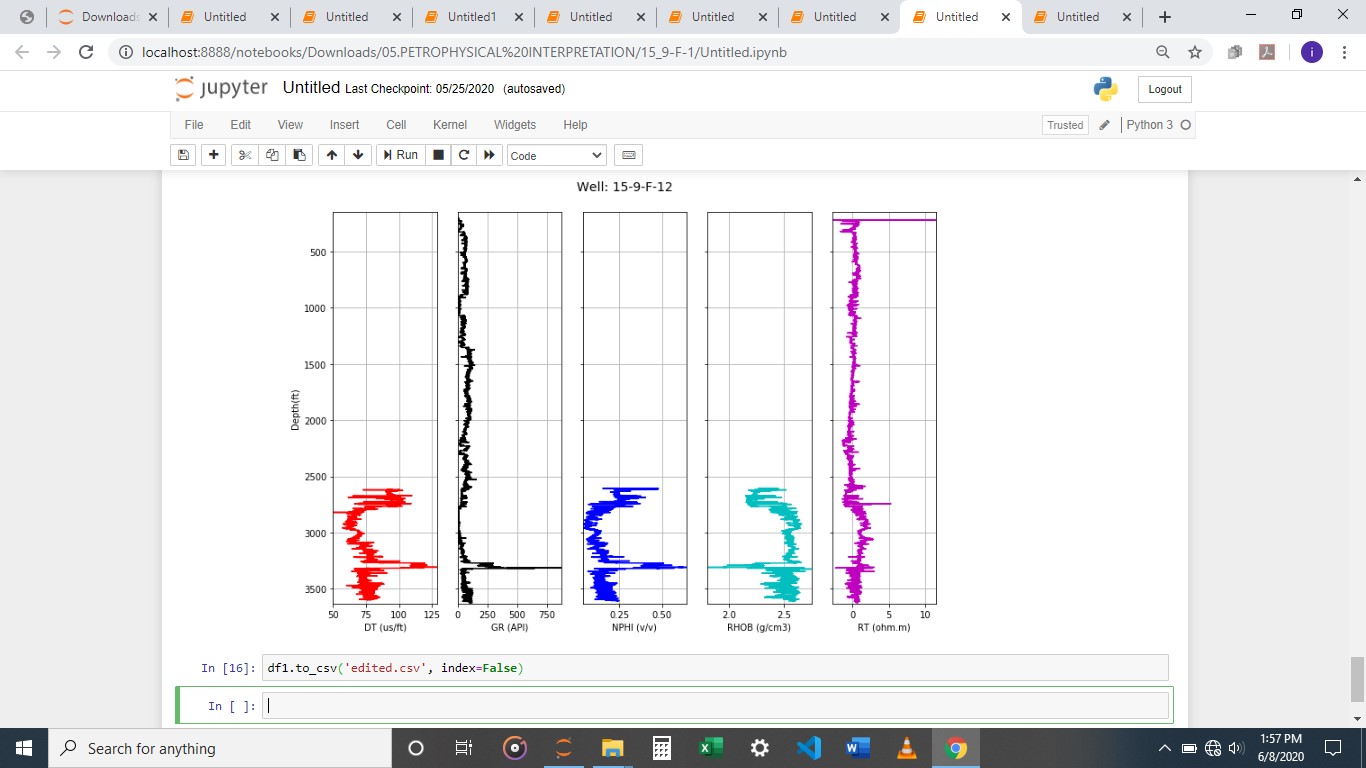 Downloads
Untitled
Untitled
Untitled1
Untitled
Untitled
Untitled
Untitled
Untitled
localhost:8888/notebooks/Downloads/05.PETROPHYSICAL%20INTERPRETATION/15_9-F-1/Untitled.ipynb
i
jupyter Untitled Last Checkpoint: 05/25/2020 (autosaved)
Logout
File Edit View Insert Cell Kernel Widgets Help
Trusted
Python 3
Run
Code
Well: 15-9-F-12
500
1000
1500
2000
2500
3000
3500
Depth(ft)
50 75 100 125 0 250 500 750 0.25 0.50 2.0 2.5 0 5 10
DT (us/ft) GR (API) NPHI (v/v) RHOB (g/cm3) RT (ohm.m)
In [16]: df1.to_csv('edited.csv', index=False)
In [ ]:
Search for anything
1:57 PM
6/8/2020